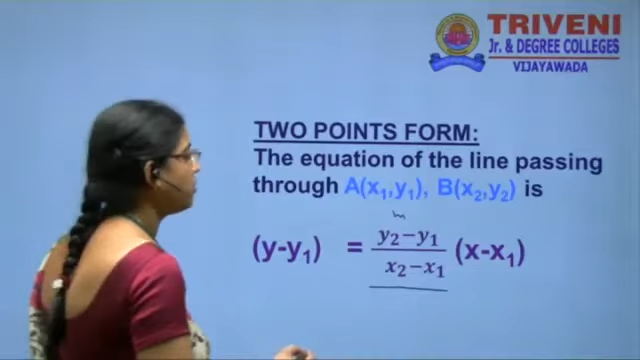 TRIVENI
Jr. & DEGREE COLLEGES
VIJAYAWADA
TWO POINTS FORM:
The equation of the line passing
through A(x₁,y₁), B(x₂,y₂) is
m
(y-y₁) = y₂−y₁ / x₂−x₁ (x-x₁)